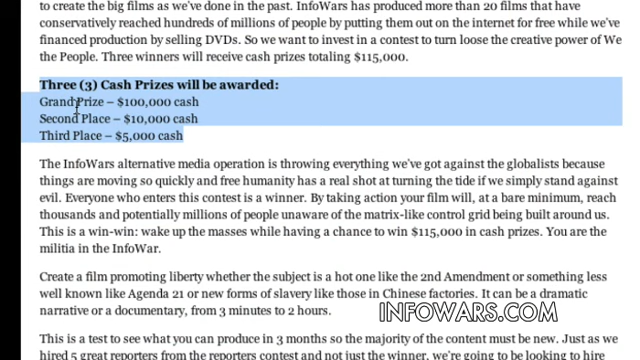 to create the big films as we've done in the past. InfoWars has produced more than 20 films that have
conservatively reached hundreds of millions of people by putting them out on the internet for free while we've
financed production by selling DVDs. So we want to invest in a contest to turn loose the creative power of We
the People. Three winners will receive cash prizes totaling $115,000.
Three (3) Cash Prizes will be awarded:
Grand Prize – $100,000 cash
Second Place – $10,000 cash
Third Place – $5,000 cash
The InfoWars alternative media operation is throwing everything we've got against the globalists because
things are moving so quickly and free humanity has a real shot at turning the tide if we simply stand against
evil. Everyone who enters this contest is a winner. By taking action your film will, at a bare minimum, reach
thousands and potentially millions of people unaware of the matrix-like control grid being built around us.
This is a win-win: wake up the masses while having a chance to win $115,000 in cash prizes. You are the
militia in the InfoWar.
Create a film promoting liberty whether the subject is a hot one like the 2nd Amendment or something less
well known like Agenda 21 or new forms of slavery like those in Chinese factories. It can be a dramatic
narrative or a documentary, from 3 minutes to 2 hours.
INFOWARS.COM
This is a test to see what you can produce in 3 months so the majority of the content must be new. Just as we
hired 5 great reporters from the reporters contest and not just the winner, we're going to be looking to hire